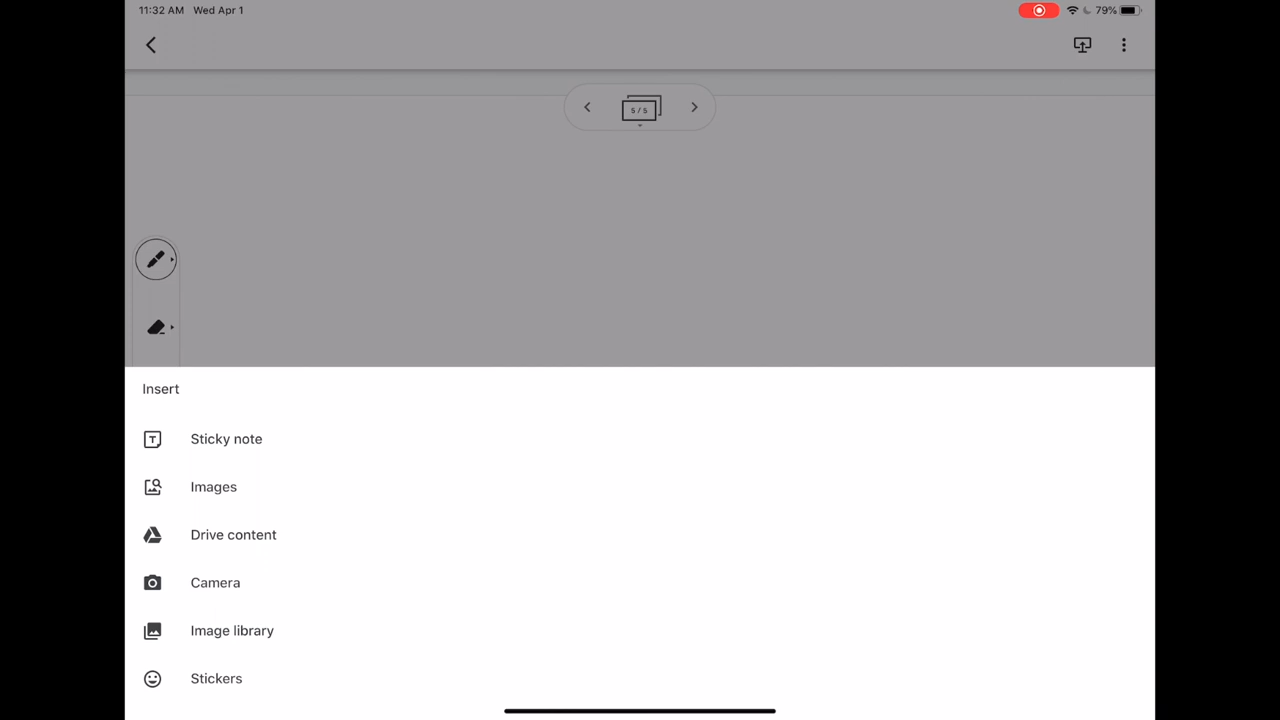 11:32 AM Wed Apr 1 79%
5 / 5
Insert
Sticky note
Images
Drive content
Camera
Image library
Stickers